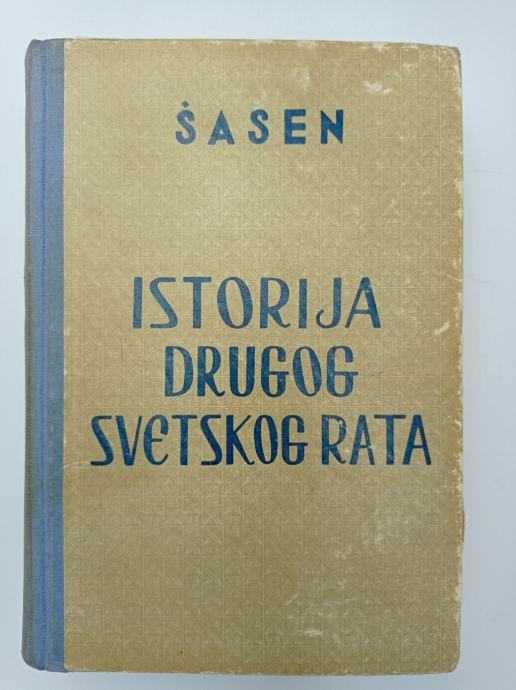 ŠASEN
ISTORIJA
DRUGOG
SVETSKOG RATA